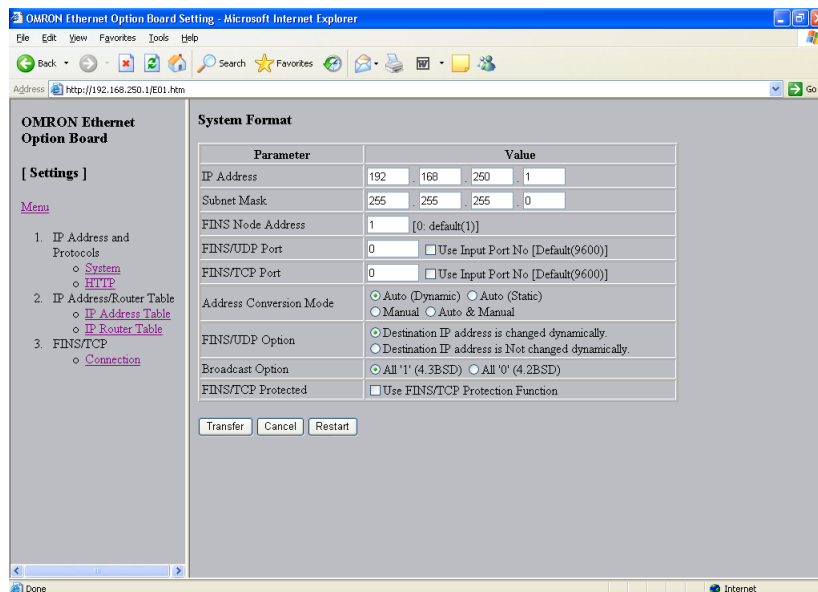 OMRON Ethernet Option Board Setting - Microsoft Internet Explorer
File Edit View Favorites Tools Help
Back Search Favorites
Address http://192.168.250.1/E01.htm Go
OMRON Ethernet
Option Board
[ Settings ]
Menu
1. IP Address and
Protocols
o System
o HTTP
2. IP Address/Router Table
o IP Address Table
o IP Router Table
3. FINS/TCP
o Connection
System Format
Parameter Value
IP Address 192 . 168 . 250 . 1
Subnet Mask 255 . 255 . 255 . 0
FINS Node Address 1 [0: default(1)]
FINS/UDP Port 0 Use Input Port No [Default(9600)]
FINS/TCP Port 0 Use Input Port No [Default(9600)]
Address Conversion Mode Auto (Dynamic) Auto (Static)
Manual Auto & Manual
FINS/UDP Option Destination IP address is changed dynamically.
Destination IP address is Not changed dynamically.
Broadcast Option All '1' (4.3BSD) All '0' (4.2BSD)
FINS/TCP Protected Use FINS/TCP Protection Function
Transfer Cancel Restart
Done Internet